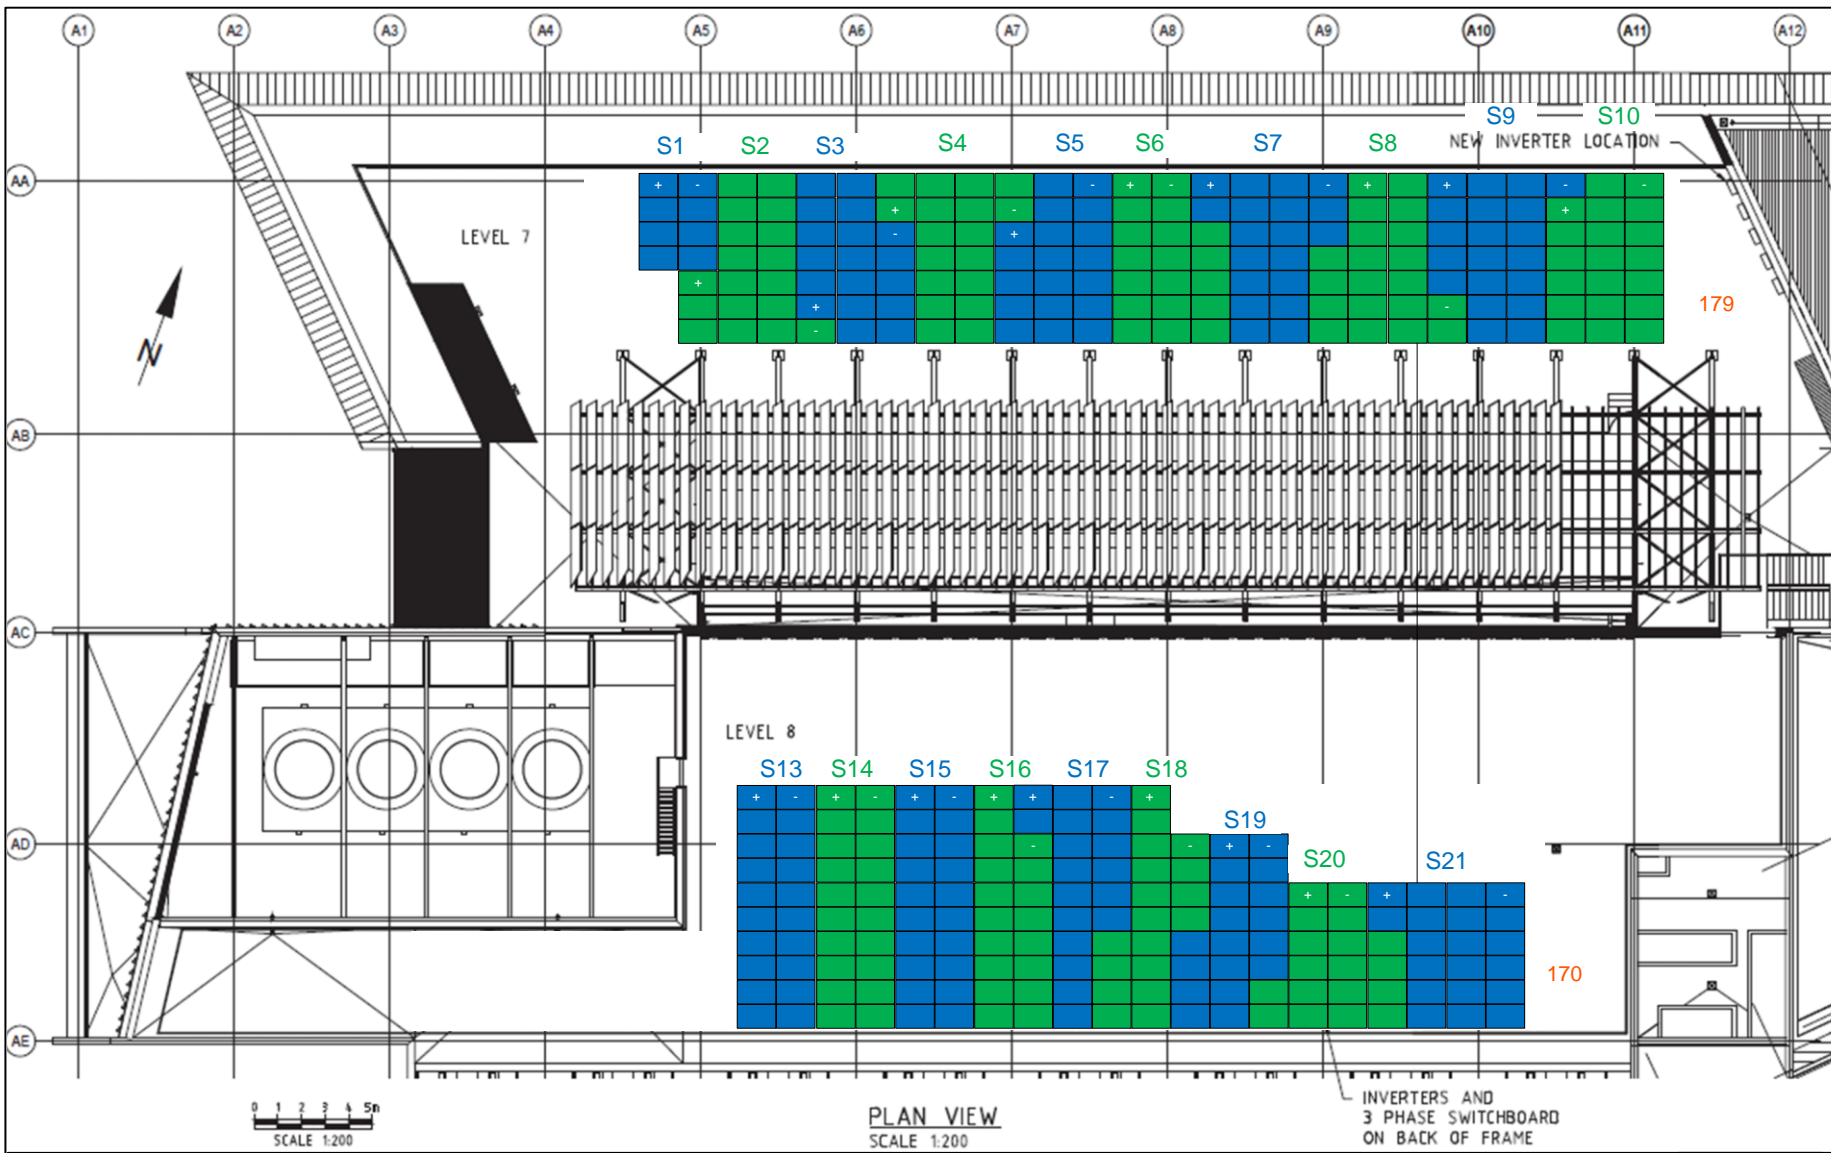 A1 A2 A3 A4 A5 A6 A7 A8 A9 A10 A11 A12
S9 S10
S1 S2 S3 S4 S5 S6 S7 S8
NEW INVERTER LOCATION
AA
+ - - + - + - + + - -
+ - +
LEVEL 7
- +
+
179
+ -
-
N
AB
AC
LEVEL 8
S13 S14 S15 S16 S17 S18
+ - + - + - + + - +
S19
AD
- - + -
S20 S21
+ - + -
170
AE
0 1 2 3 4 5m
SCALE 1:200
PLAN VIEW
SCALE 1:200
INVERTERS AND
3 PHASE SWITCHBOARD
ON BACK OF FRAME